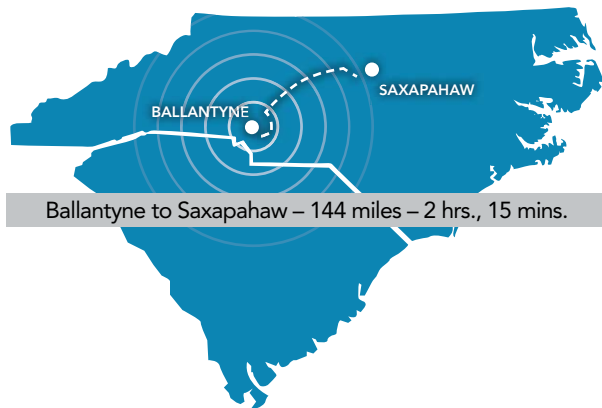 SAXAPAHAW
BALLANTYNE
Ballantyne to Saxapahaw – 144 miles – 2 hrs., 15 mins.